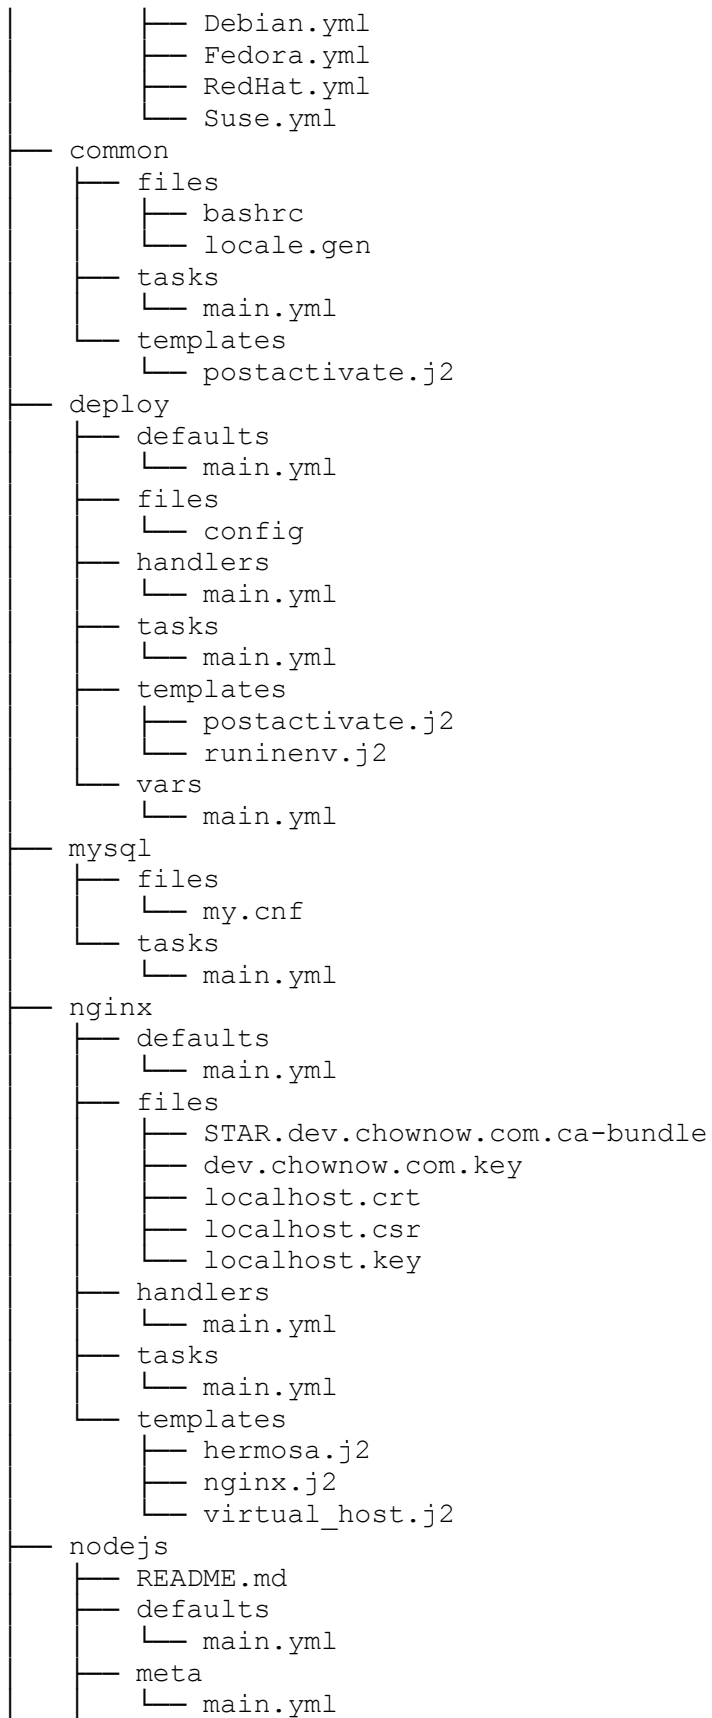 │       ├── Debian.yml
│       ├── Fedora.yml
│       ├── RedHat.yml
│       └── Suse.yml
├── common
│   ├── files
│   │   ├── bashrc
│   │   └── locale.gen
│   ├── tasks
│   │   └── main.yml
│   └── templates
│       └── postactivate.j2
├── deploy
│   ├── defaults
│   │   └── main.yml
│   ├── files
│   │   └── config
│   ├── handlers
│   │   └── main.yml
│   ├── tasks
│   │   └── main.yml
│   ├── templates
│   │   ├── postactivate.j2
│   │   └── runinenv.j2
│   └── vars
│       └── main.yml
├── mysql
│   ├── files
│   │   └── my.cnf
│   └── tasks
│       └── main.yml
├── nginx
│   ├── defaults
│   │   └── main.yml
│   ├── files
│   │   ├── STAR.dev.chownow.com.ca-bundle
│   │   ├── dev.chownow.com.key
│   │   ├── localhost.crt
│   │   ├── localhost.csr
│   │   └── localhost.key
│   ├── handlers
│   │   └── main.yml
│   ├── tasks
│   │   └── main.yml
│   └── templates
│       ├── hermosa.j2
│       ├── nginx.j2
│       └── virtual_host.j2
├── nodejs
│   ├── README.md
│   ├── defaults
│   │   └── main.yml
│   ├── meta
│   │   └── main.yml